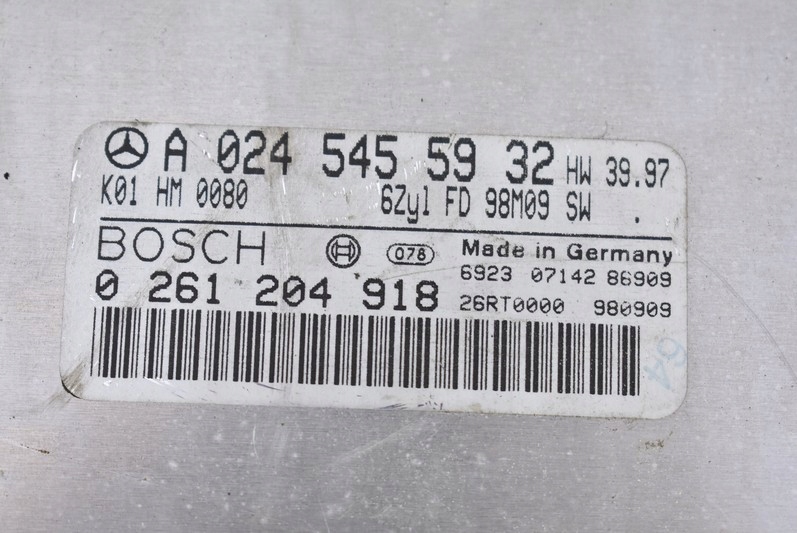 A 024 545 59 32 HW 39.97
K01 HM 0080 6Zyl FD 98M09 SW .
BOSCH 078 Made in Germany
6923 07142 86909
0 261 204 918 26RT0000 980909
64